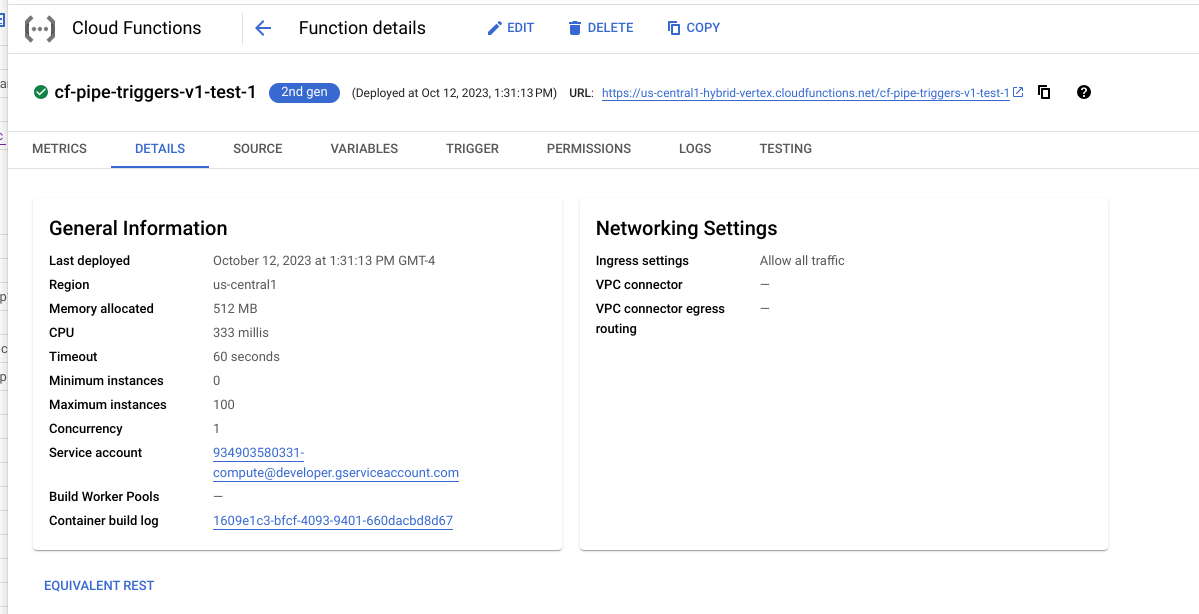 Cloud Functions
Function details
EDIT
DELETE
COPY
cf-pipe-triggers-v1-test-1
2nd gen
(Deployed at Oct 12, 2023, 1:31:13 PM)
URL:
https://us-central1-hybrid-vertex.cloudfunctions.net/cf-pipe-triggers-v1-test-1
METRICS
DETAILS
SOURCE
VARIABLES
TRIGGER
PERMISSIONS
LOGS
TESTING
General Information
Last deployed October 12, 2023 at 1:31:13 PM GMT-4
Region us-central1
Memory allocated 512 MB
CPU 333 millis
Timeout 60 seconds
Minimum instances 0
Maximum instances 100
Concurrency 1
Service account 934903580331-
compute@developer.gserviceaccount.com
Build Worker Pools —
Container build log 1609e1c3-bfcf-4093-9401-660dacbd8d67
Networking Settings
Ingress settings Allow all traffic
VPC connector —
VPC connector egress —
routing
EQUIVALENT REST